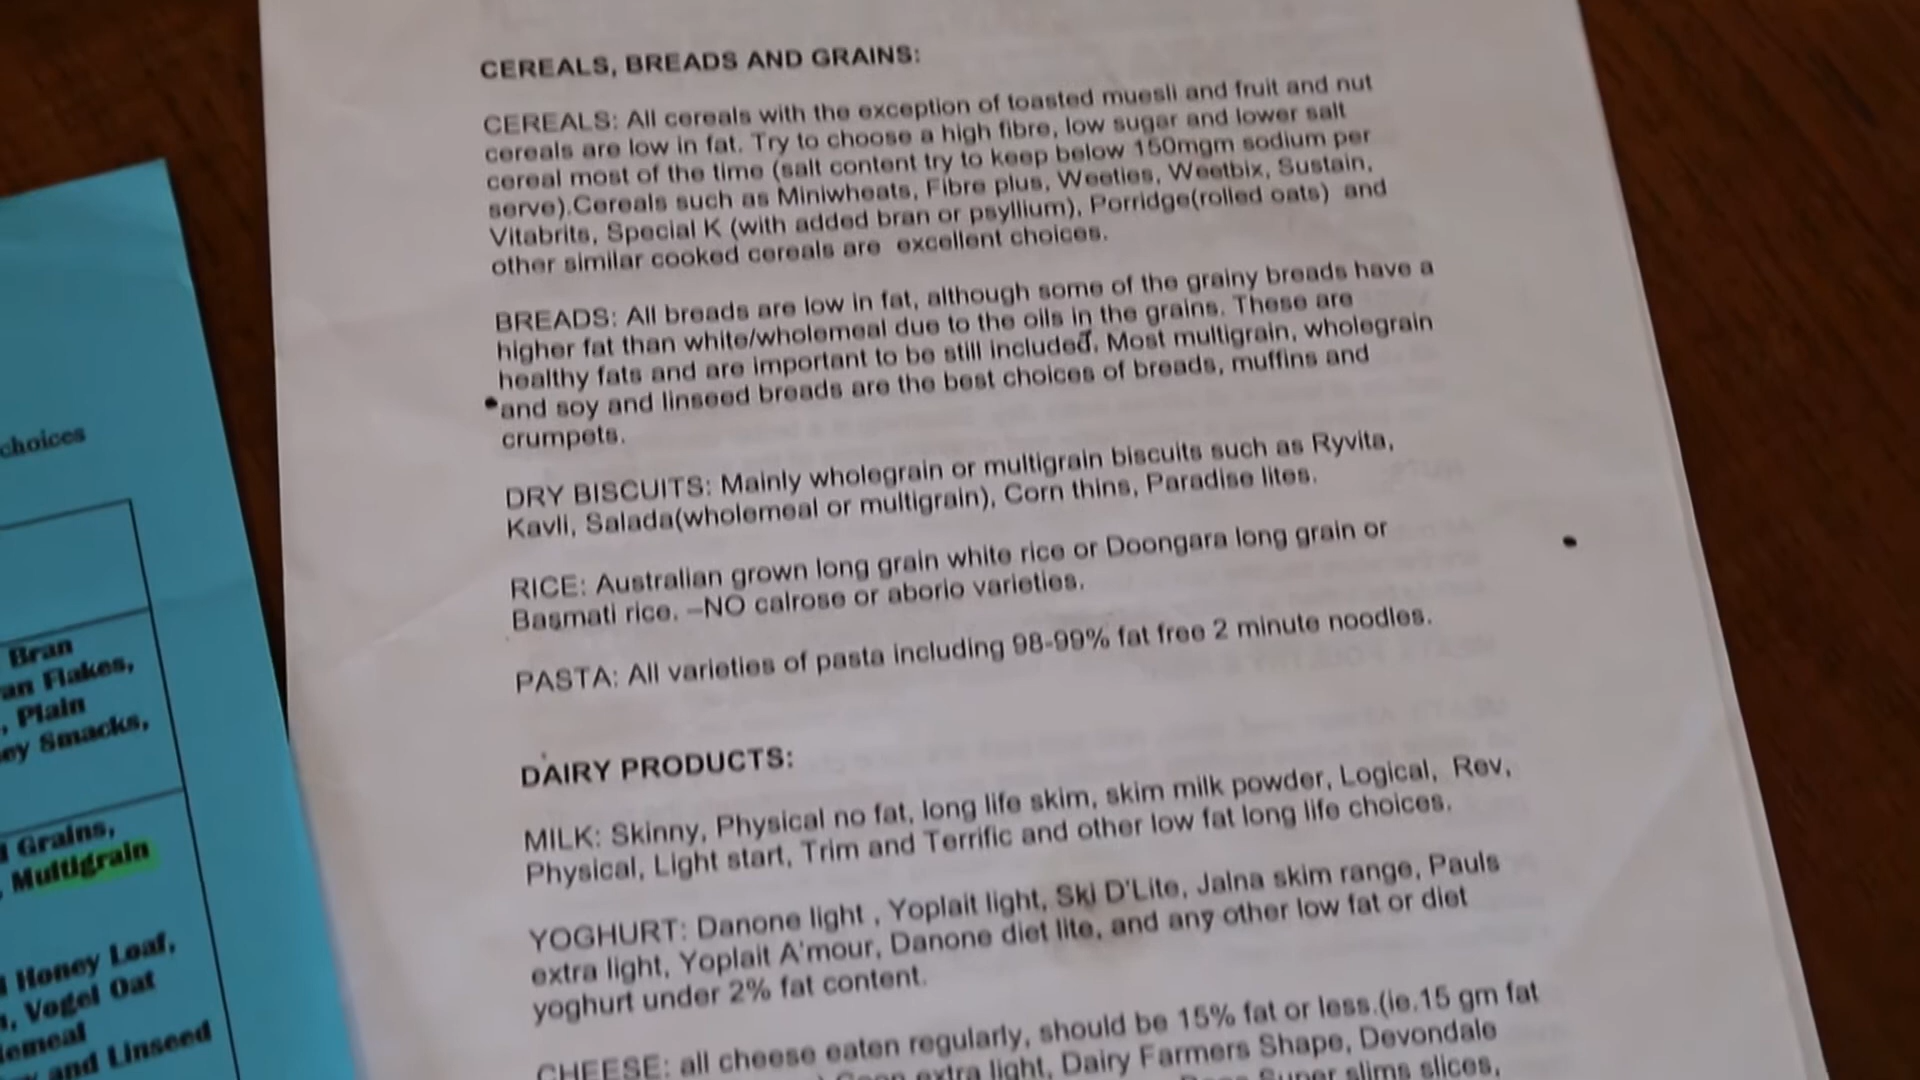 CEREALS, BREADS AND GRAINS:
CEREALS: All cereals with the exception of toasted muesli and fruit and nut
cereals are low in fat. Try to choose a high fibre, low sugar and lower salt
cereal most of the time (salt content try to keep below 150mgm sodium per
serve).Cereals such as Miniwheats, Fibre plus, Weeties, Weetbix, Sustain,
Vitabrits, Special K (with added bran or psyllium), Porridge(rolled oats) and
other similar cooked cereals are excellent choices.
BREADS: All breads are low in fat, although some of the grainy breads have a
higher fat than white/wholemeal due to the oils in the grains. These are
healthy fats and are important to be still included. Most multigrain, wholegrain
and soy and linseed breads are the best choices of breads, muffins and
crumpets.
DRY BISCUITS: Mainly wholegrain or multigrain biscuits such as Ryvita,
Kavli, Salada(wholemeal or multigrain), Corn thins, Paradise lites.
RICE: Australian grown long grain white rice or Doongara long grain or
Basmati rice. –NO calrose or aborio varieties.
PASTA: All varieties of pasta including 98-99% fat free 2 minute noodles.
DAIRY PRODUCTS:
MILK: Skinny, Physical no fat, long life skim, skim milk powder, Logical, Rev,
Physical, Light start, Trim and Terrific and other low fat long life choices.
YOGHURT: Danone light , Yoplait light, Ski D'Lite, Jalna skim range, Pauls
extra light, Yoplait A'mour, Danone diet lite, and any other low fat or diet
yoghurt under 2% fat content.
CHEESE: all cheese eaten regularly, should be 15% fat or less.(ie.15 gm fat
extra light, Dairy Farmers Shape, Devondale
Super slims slices,
choices
Bran
Flakes,
, Plain
Smacks,
Grains,
, Multigrain
Honey Loaf,
, Vogel Oat
and Linseed